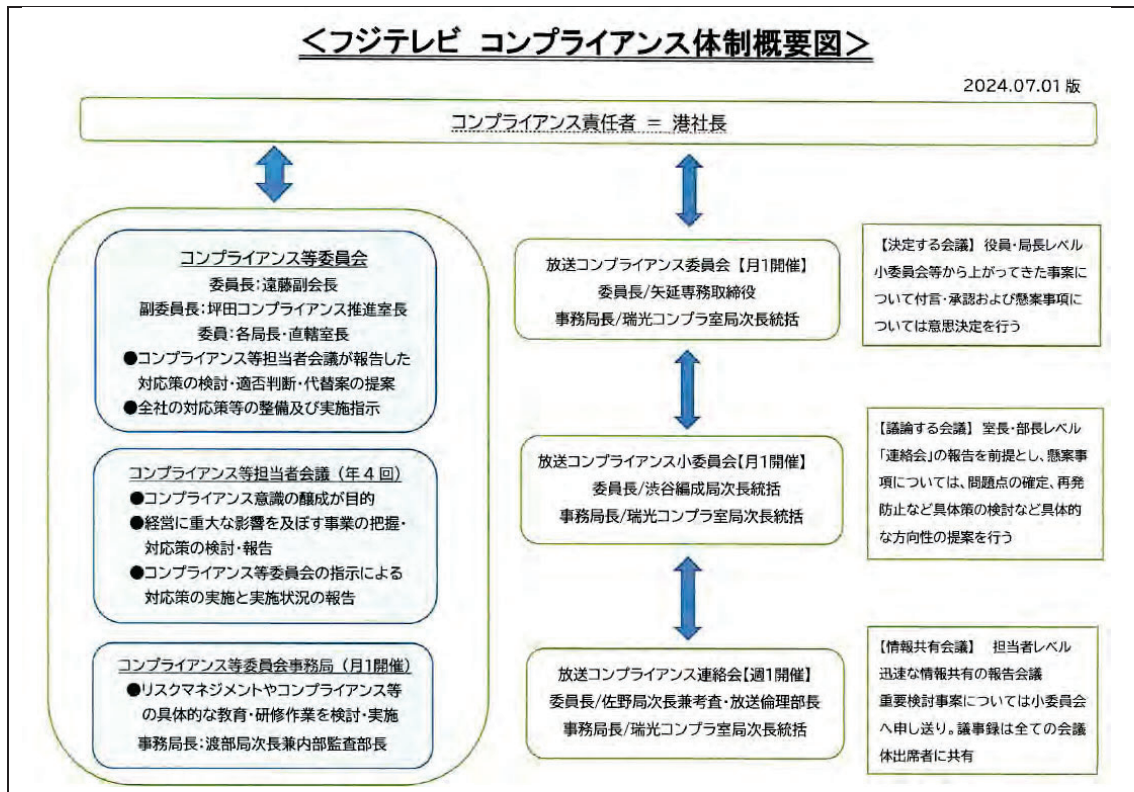 <フジテレビ コンプライアンス体制概要図>
2024.07.01 版
コンプライアンス責任者 = 港社長
コンプライアンス等委員会
委員長:遠藤副会長
副委員長:坪田コンプライアンス推進室長
委員:各局長・直轄室長
●コンプライアンス等担当者会議が報告した
対応策の検討・適否判断・代替案の提案
●全社の対応策等の整備及び実施指示
コンプライアンス等担当者会議(年4回)
●コンプライアンス意識の醸成が目的
●経営に重大な影響を及ぼす事業の把握・
対応策の検討・報告
●コンプライアンス等委員会の指示による
対応策の実施と実施状況の報告
コンプライアンス等委員会事務局(月1開催)
●リスクマネジメントやコンプライアンス等
の具体的な教育・研修作業を検討・実施
事務局長:渡部局次長兼内部監査部長
放送コンプライアンス委員会【月1開催】
委員長/矢延専務取締役
事務局長/瑞光コンプラ室局次長統括
【決定する会議】 役員・局長レベル
小委員会等から上がってきた事案に
ついて付言・承認および懸案事項に
ついては意思決定を行う
放送コンプライアンス小委員会【月1開催】
委員長/渋谷編成局次長統括
事務局長/瑞光コンプラ室局次長統括
【議論する会議】 室長・部長レベル
「連絡会」の報告を前提とし、懸案事
項については、問題点の確定、再発
防止など具体策の検討など具体的
な方向性の提案を行う
放送コンプライアンス連絡会【週1開催】
委員長/佐野局次長兼考査・放送倫理部長
事務局長/瑞光コンプラ室局次長統括
【情報共有会議】 担当者レベル
迅速な情報共有の報告会議
重要検討事案については小委員会
へ申し送り。議事録は全ての会議
体出席者に共有